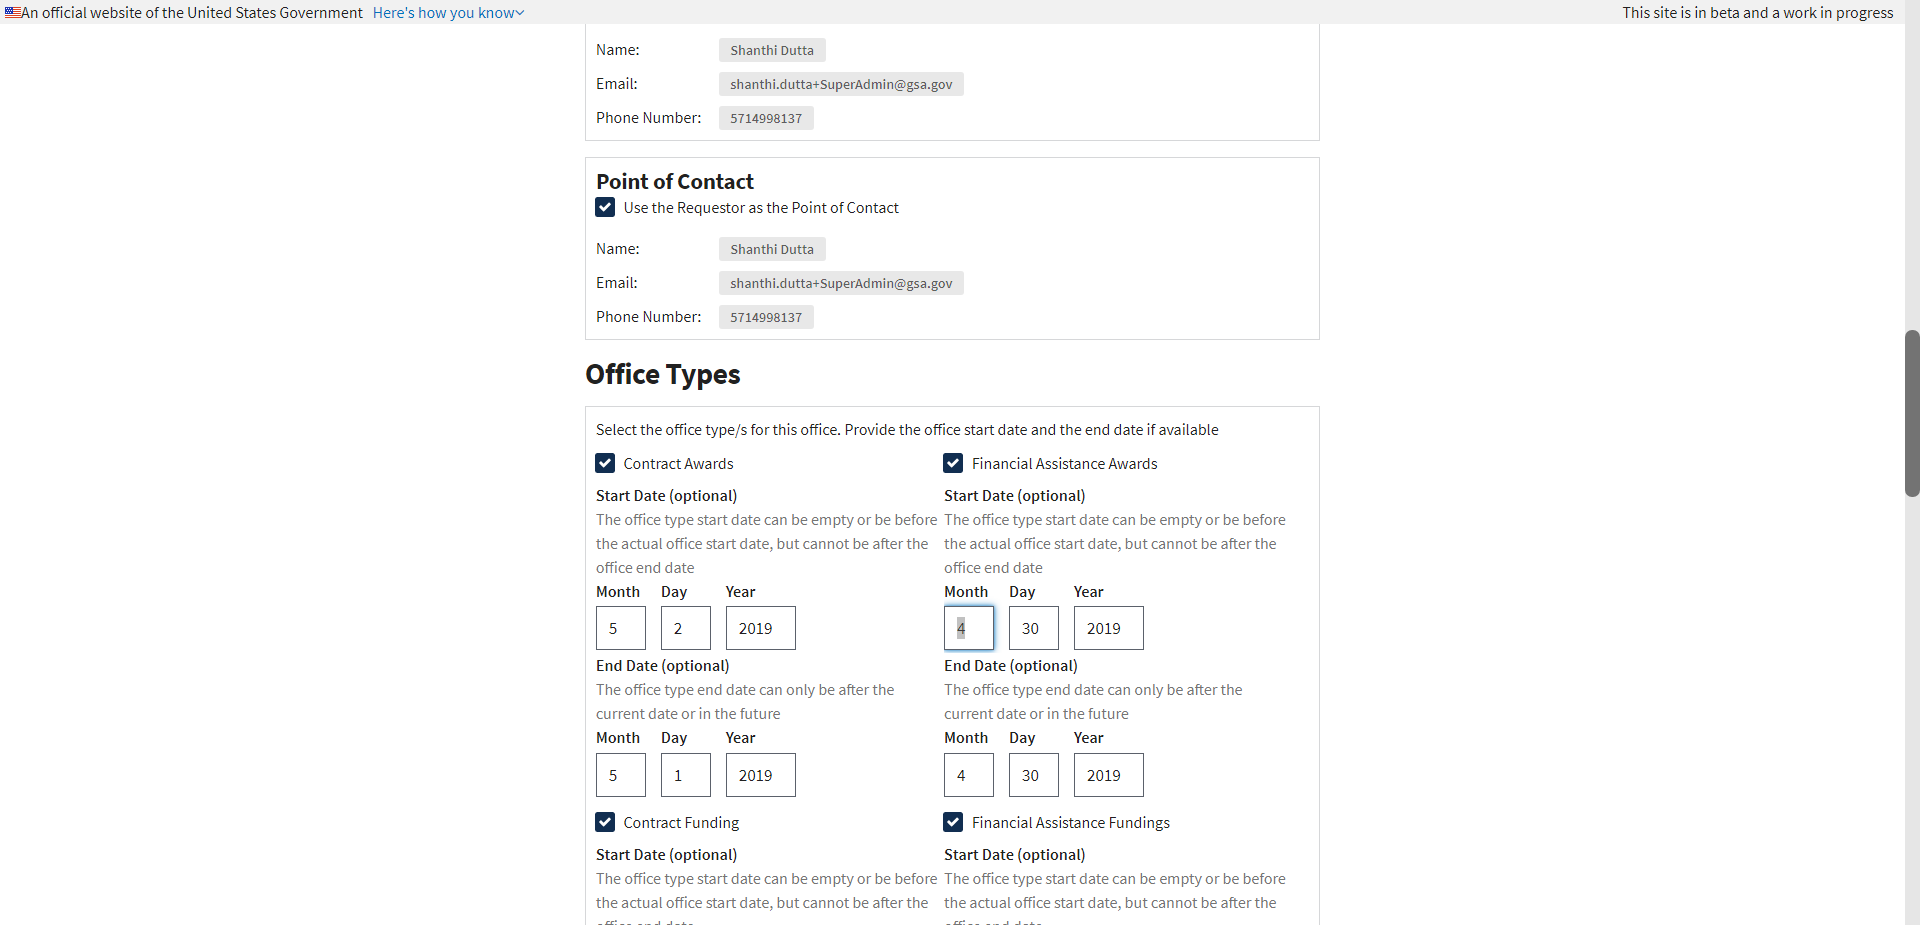 An official website of the United States Government Here's how you know
This site is in beta and a work in progress
Name: Shanthi Dutta
Email: shanthi.dutta+SuperAdmin@gsa.gov
Phone Number: 5714998137
Point of Contact
Use the Requestor as the Point of Contact
Name: Shanthi Dutta
Email: shanthi.dutta+SuperAdmin@gsa.gov
Phone Number: 5714998137
Office Types
Select the office type/s for this office. Provide the office start date and the end date if available
Contract Awards
Start Date (optional)
The office type start date can be empty or be before
the actual office start date, but cannot be after the
office end date
Month Day Year
5 2 2019
End Date (optional)
The office type end date can only be after the
current date or in the future
Month Day Year
5 1 2019
Financial Assistance Awards
Start Date (optional)
The office type start date can be empty or be before
the actual office start date, but cannot be after the
office end date
Month Day Year
4 30 2019
End Date (optional)
The office type end date can only be after the
current date or in the future
Month Day Year
4 30 2019
Contract Funding
Start Date (optional)
The office type start date can be empty or be before
the actual office start date, but cannot be after the
office end date
Financial Assistance Fundings
Start Date (optional)
The office type start date can be empty or be before
the actual office start date, but cannot be after the
office end date